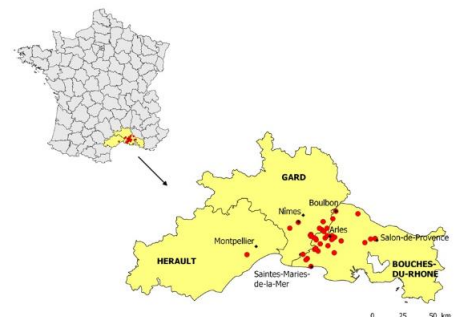 GARD
Boulbon
Nîmes
Arles
Montpellier
Salon-de-Provence
HERAULT
Saintes-Maries-
de-la-Mer
BOUCHES-
DU-RHONE
0 25 50 km